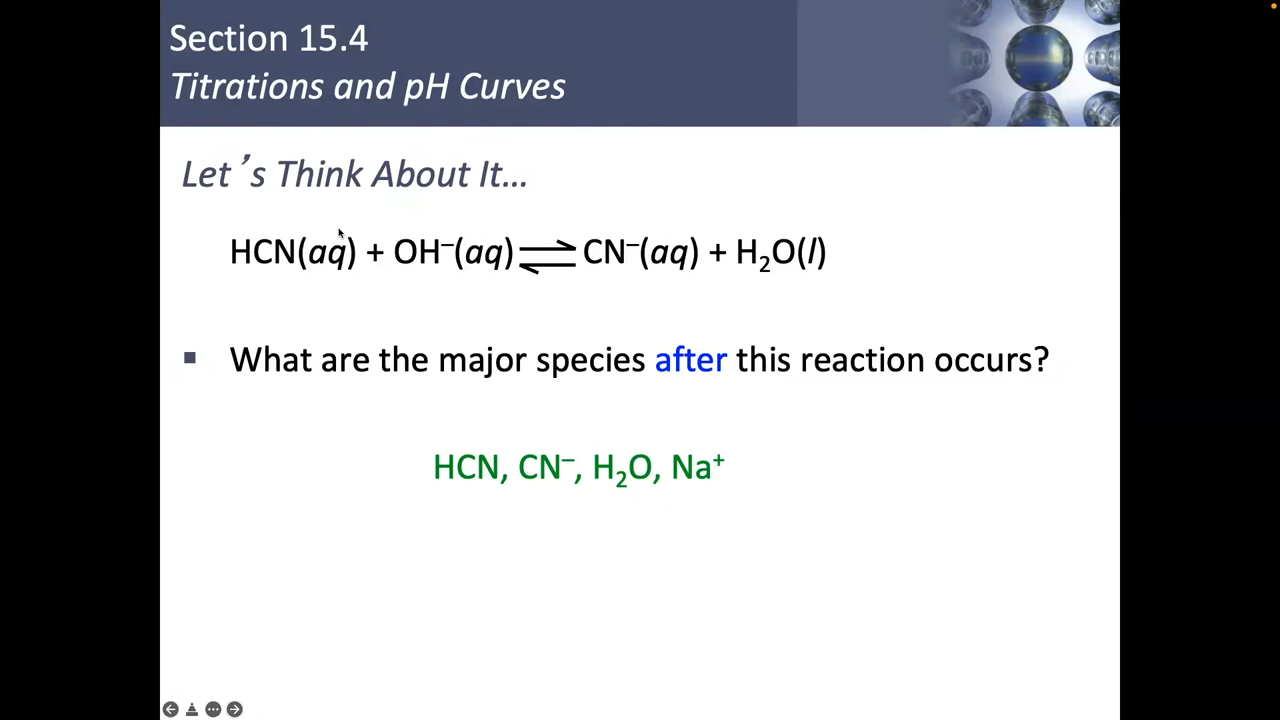 Section 15.4
Titrations and pH Curves
Let’s Think About It…
HCN(aq) + OH⁻(aq) ⇌ CN⁻(aq) + H₂O(l)
▪ What are the major species after this reaction occurs?
HCN, CN⁻, H₂O, Na⁺